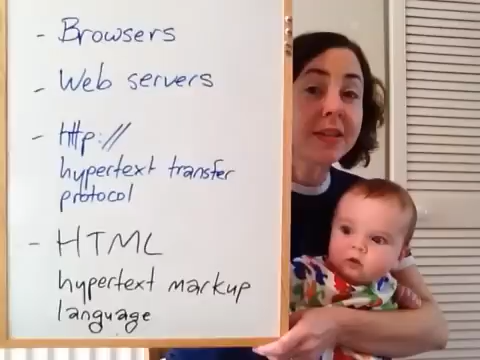 - Browsers
- Web servers
- http://
hypertext transfer
protocol
- HTML
hypertext markup
language